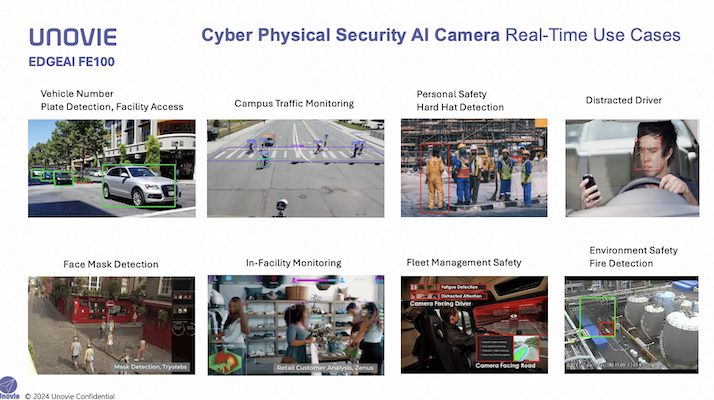 UNOVIE
EDGEAI FE100
Cyber Physical Security AI Camera Real-Time Use Cases
Vehicle Number
Plate Detection, Facility Access
Campus Traffic Monitoring
Personal Safety
Hard Hat Detection
Distracted Driver
Face Mask Detection
In-Facility Monitoring
Fleet Management Safety
Environment Safety
Fire Detection
Mask Detection, Tryolabs
Retail Customer Analysis, Zenus
Fatigue Detection
Distracted Attention
Camera Facing Driver
Camera Facing Road
Unovie
© 2024 Unovie Confidential